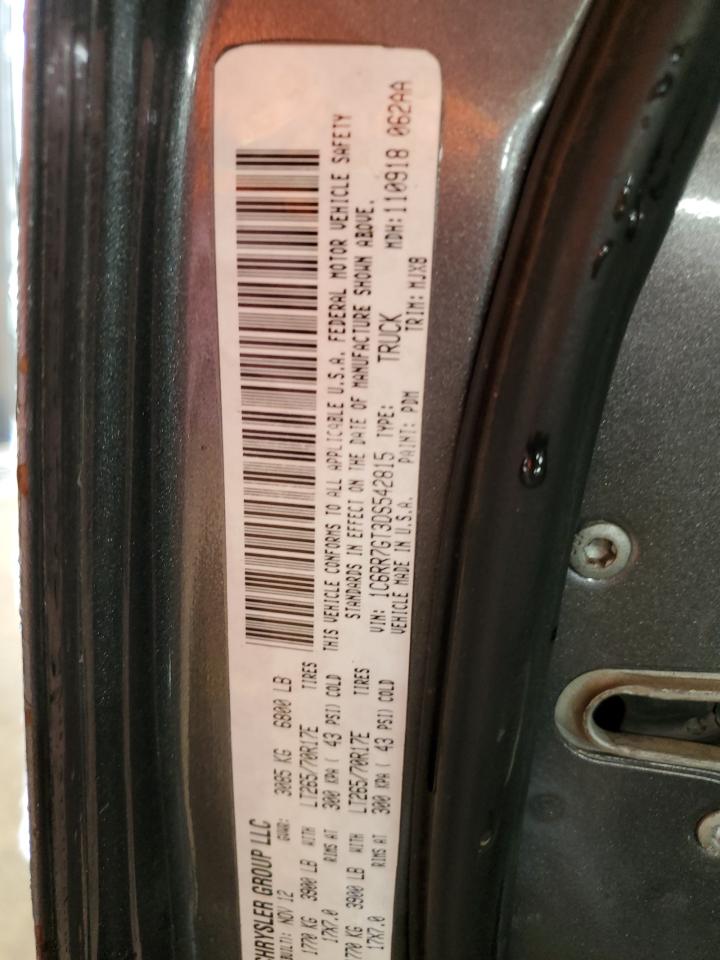 CHRYSLER GROUP LLC
BUILT: NOV 12 GVWR: 3085 KG 6800 LB
1770 KG 3900 LB WITH LT265/70R17E TIRES
17X7.0 RIMS AT 300 KPA ( 43 PSI) COLD
1770 KG 3900 LB WITH LT265/70R17E TIRES
17X7.0 RIMS AT 300 KPA ( 43 PSI) COLD
THIS VEHICLE CONFORMS TO ALL APPLICABLE U.S.A. FEDERAL MOTOR VEHICLE SAFETY
STANDARDS IN EFFECT ON THE DATE OF MANUFACTURE SHOWN ABOVE.
VIN: 1C6RR7GT3DS542815 TYPE: TRUCK MDH: 110918 062AA
VEHICLE MADE IN U.S.A. PAINT: PDM TRIM: MJXB